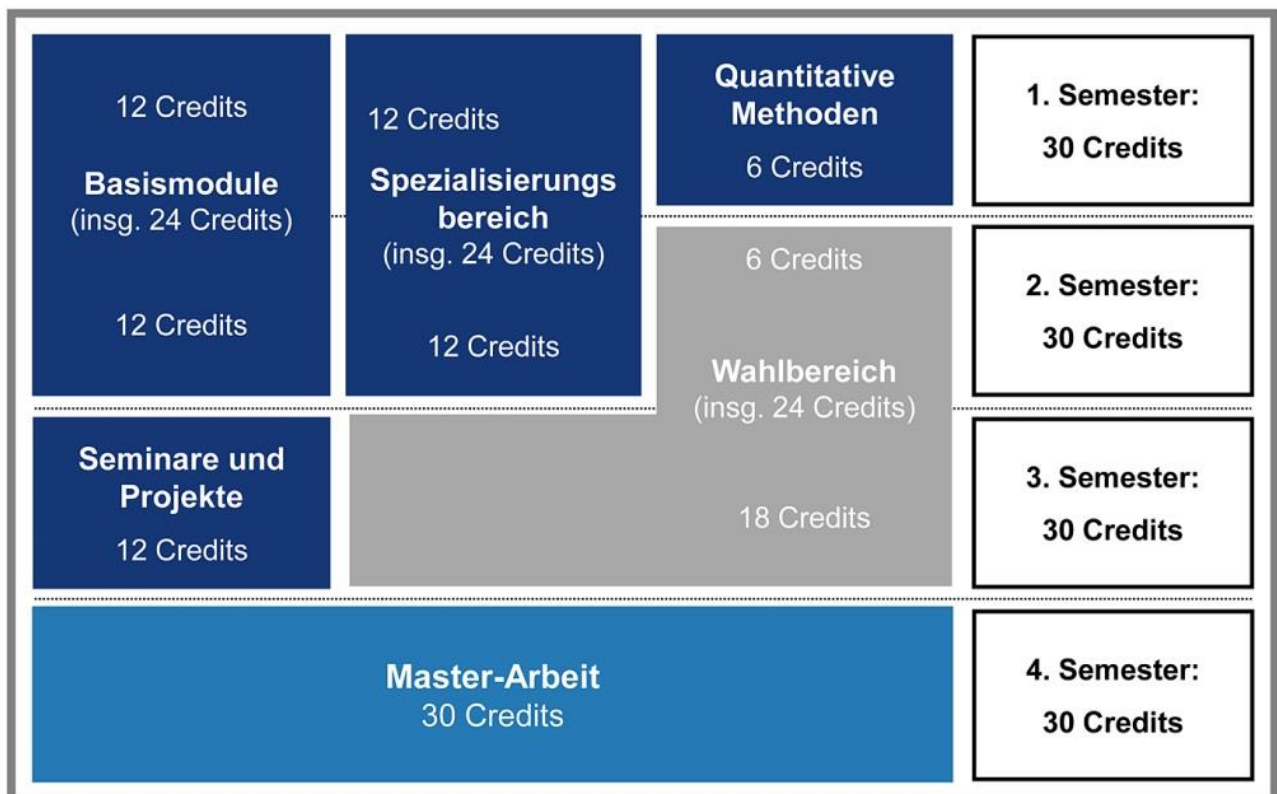 12 Credits
Basismodule
(insg. 24 Credits)
12 Credits
12 Credits
Spezialisierungs
bereich
(insg. 24 Credits)
12 Credits
Quantitative
Methoden
6 Credits
1. Semester:
30 Credits
6 Credits
Wahlbereich
(insg. 24 Credits)
18 Credits
2. Semester:
30 Credits
Seminare und
Projekte
12 Credits
3. Semester:
30 Credits
Master-Arbeit
30 Credits
4. Semester:
30 Credits